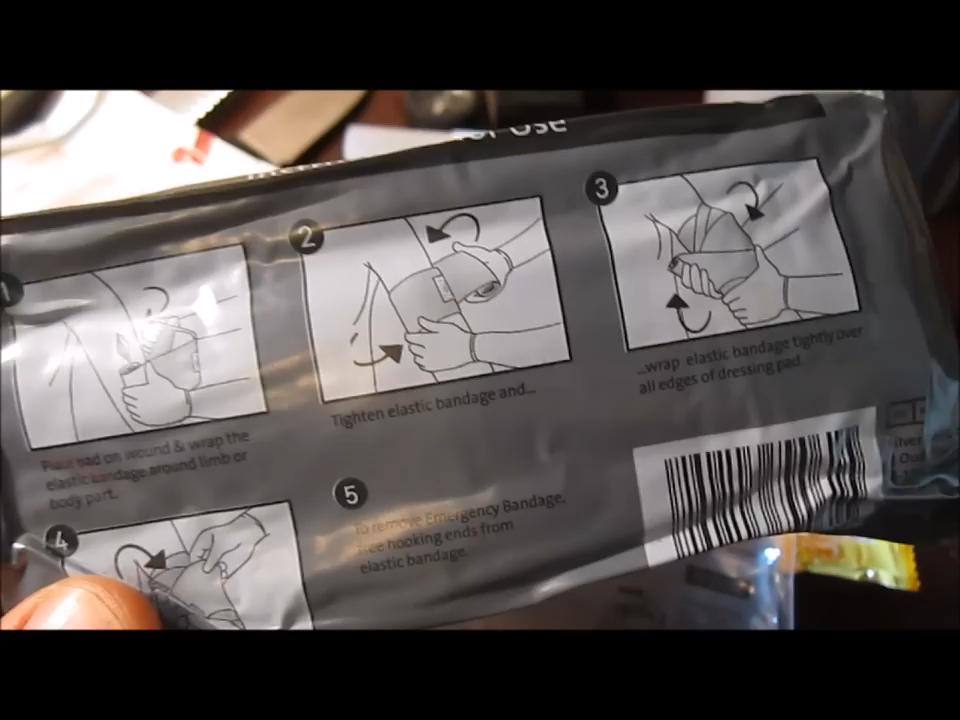 Use
1
Place pad on wound & wrap the
elastic bandage around limb or
body part.
2
Tighten elastic bandage and...
3
...wrap elastic bandage tightly over
all edges of dressing pad.
4
5
To remove Emergency Bandage,
free hooking ends from
elastic bandage.